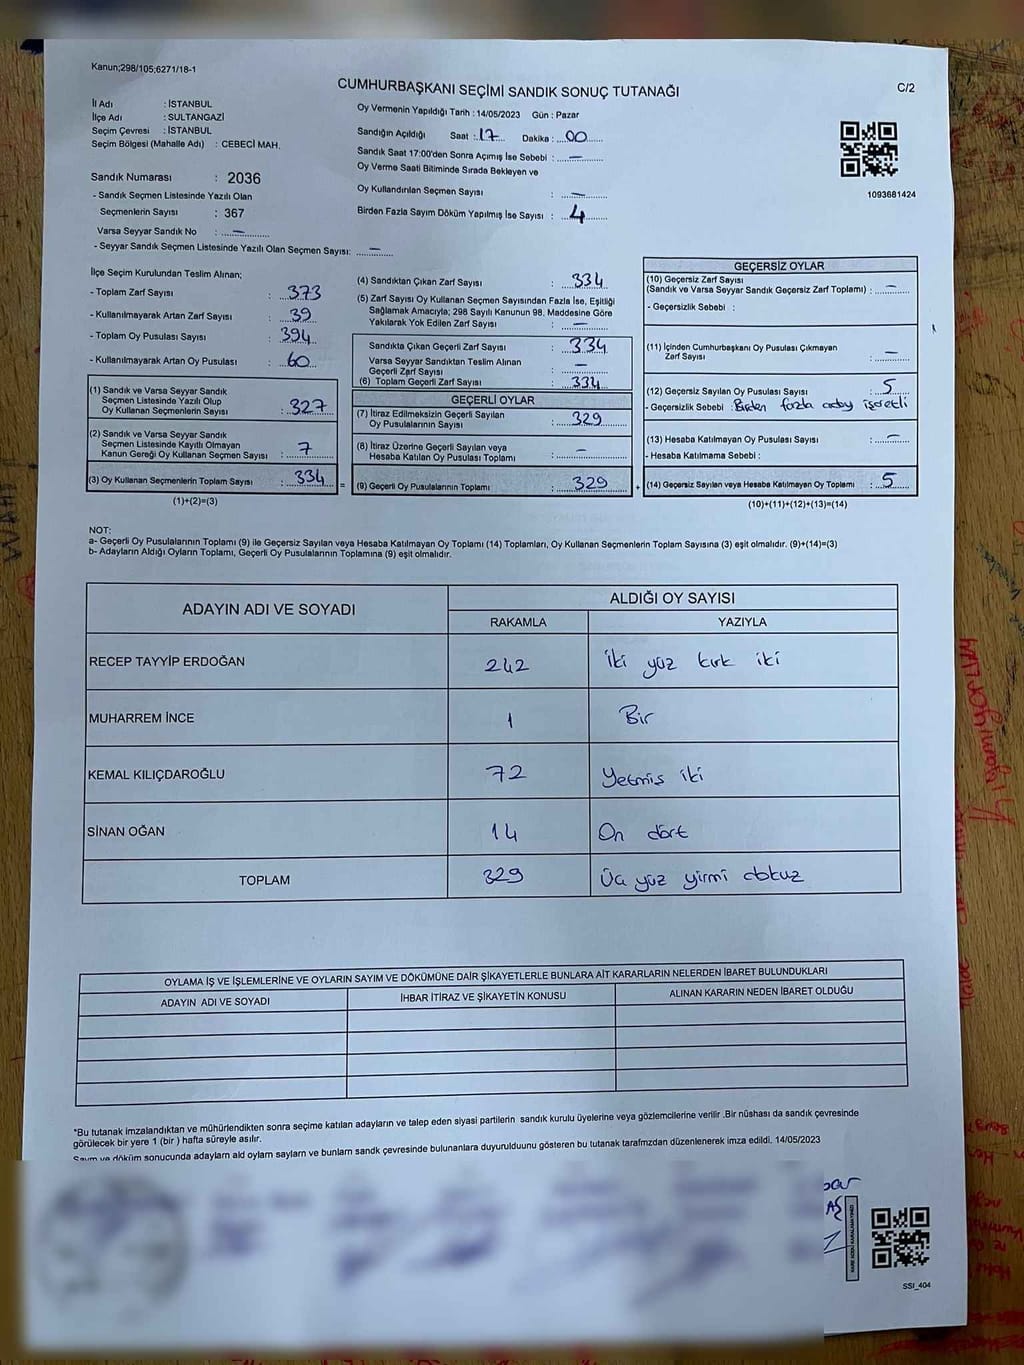 Kanun;298/105;6271/18-1
CUMHURBAŞKANI SEÇİMİ SANDIK SONUÇ TUTANAĞI
C/2
İl Adı : İSTANBUL
İlçe Adı : SULTANGAZİ
Seçim Çevresi : İSTANBUL
Seçim Bölgesi (Mahalle Adı) : CEBECİ MAH.
Sandık Numarası : 2036
- Sandık Seçmen Listesinde Yazılı Olan
Seçmenlerin Sayısı : 367
Varsa Seyyar Sandık No : —
- Seyyar Sandık Seçmen Listesinde Yazılı Olan Seçmen Sayısı: —
Oy Vermenin Yapıldığı Tarih : 14/05/2023 Gün : Pazar
Sandığın Açıldığı Saat : 17 Dakika : 00
Sandık Saat 17:00'den Sonra Açımış İse Sebebi : —
Oy Verme Saati Bitiminde Sırada Bekleyen ve
Oy Kullandırılan Seçmen Sayısı : —
Birden Fazla Sayım Döküm Yapılmış İse Sayısı : 4
1093681424
İlçe Seçim Kurulundan Teslim Alınan;
- Toplam Zarf Sayısı : 373
- Kullanılmayarak Artan Zarf Sayısı : 39
- Toplam Oy Pusulası Sayısı : 394
- Kullanılmayarak Artan Oy Pusulası : 60
(1) Sandık ve Varsa Seyyar Sandık
Seçmen Listesinde Yazılı Olup
Oy Kullanan Seçmenlerin Sayısı : 327
(2) Sandık ve Varsa Seyyar Sandık
Seçmen Listesinde Kayıtlı Olmayan
Kanun Gereği Oy Kullanan Seçmen Sayısı : 7
(3) Oy Kullanan Seçmenlerin Toplam Sayısı : 334
(1)+(2)=(3)
(4) Sandıktan Çıkan Zarf Sayısı : 334
(5) Zarf Sayısı Oy Kullanan Seçmen Sayısından Fazla İse, Eşitliği
Sağlamak Amacıyla; 298 Sayılı Kanunun 98. Maddesine Göre
Yakılarak Yok Edilen Zarf Sayısı : —
Sandıkta Çıkan Geçerli Zarf Sayısı : 334
Varsa Seyyar Sandıktan Teslim Alınan
Geçerli Zarf Sayısı : —
(6) Toplam Geçerli Zarf Sayısı : 334
GEÇERLİ OYLAR
(7) İtiraz Edilmeksizin Geçerli Sayılan
Oy Pusulalarının Sayısı : 329
(8) İtiraz Üzerine Geçerli Sayılan veya
Hesaba Katılan Oy Pusulası Toplamı : —
= (9) Geçerli Oy Pusulalarının Toplamı : 329 +
GEÇERSİZ OYLAR
(10) Geçersiz Zarf Sayısı
(Sandık ve Varsa Seyyar Sandık Geçersiz Zarf Toplamı) : —
- Geçersizlik Sebebi :
(11) İçinden Cumhurbaşkanı Oy Pusulası Çıkmayan
Zarf Sayısı : —
(12) Geçersiz Sayılan Oy Pusulası Sayısı : 5
- Geçersizlik Sebebi : Birden fazla aday işaretli
(13) Hesaba Katılmayan Oy Pusulası Sayısı : —
- Hesaba Katılmama Sebebi :
(14) Geçersiz Sayılan veya Hesaba Katılmayan Oy Toplamı : 5
(10)+(11)+(12)+(13)=(14)
NOT:
a- Geçerli Oy Pusulalarının Toplamı (9) ile Geçersiz Sayılan veya Hesaba Katılmayan Oy Toplamı (14) Toplamları, Oy Kullanan Seçmenlerin Toplam Sayısına (3) eşit olmalıdır. (9)+(14)=(3)
b- Adayların Aldığı Oyların Toplamı, Geçerli Oy Pusulalarının Toplamına (9) eşit olmalıdır.
ADAYIN ADI VE SOYADI ALDIĞI OY SAYISI
RAKAMLA YAZIYLA
RECEP TAYYİP ERDOĞAN 242 İki yüz kırk iki
MUHARREM İNCE 1 Bir
KEMAL KILIÇDAROĞLU 72 Yetmiş iki
SİNAN OĞAN 14 On dört
TOPLAM 329 Üç yüz yirmi dokuz
OYLAMA İŞ VE İŞLEMLERİNE VE OYLARIN SAYIM VE DÖKÜMÜNE DAİR ŞİKAYETLERLE BUNLARA AİT KARARLARIN NELERDEN İBARET BULUNDUKLARI
ADAYIN ADI VE SOYADI İHBAR İTİRAZ VE ŞİKAYETİN KONUSU ALINAN KARARIN NEDEN İBARET OLDUĞU
*Bu tutanak imzalandıktan ve mühürlendikten sonra seçime katılan adayların ve talep eden siyasi partilerin sandık kurulu üyelerine veya gözlemcilerine verilir .Bir nüshası da sandık çevresinde
görülecek bir yere 1 (bir ) hafta süreyle asılır.
Sayım ve döküm sonucunda adayların ald oyların sayları ve bunların sandk çevresinde bulunanlara duyurulduunu gösteren bu tutanak tarafmzdan düzenlenerek imza edildi. 14/05/2023
SSI_404